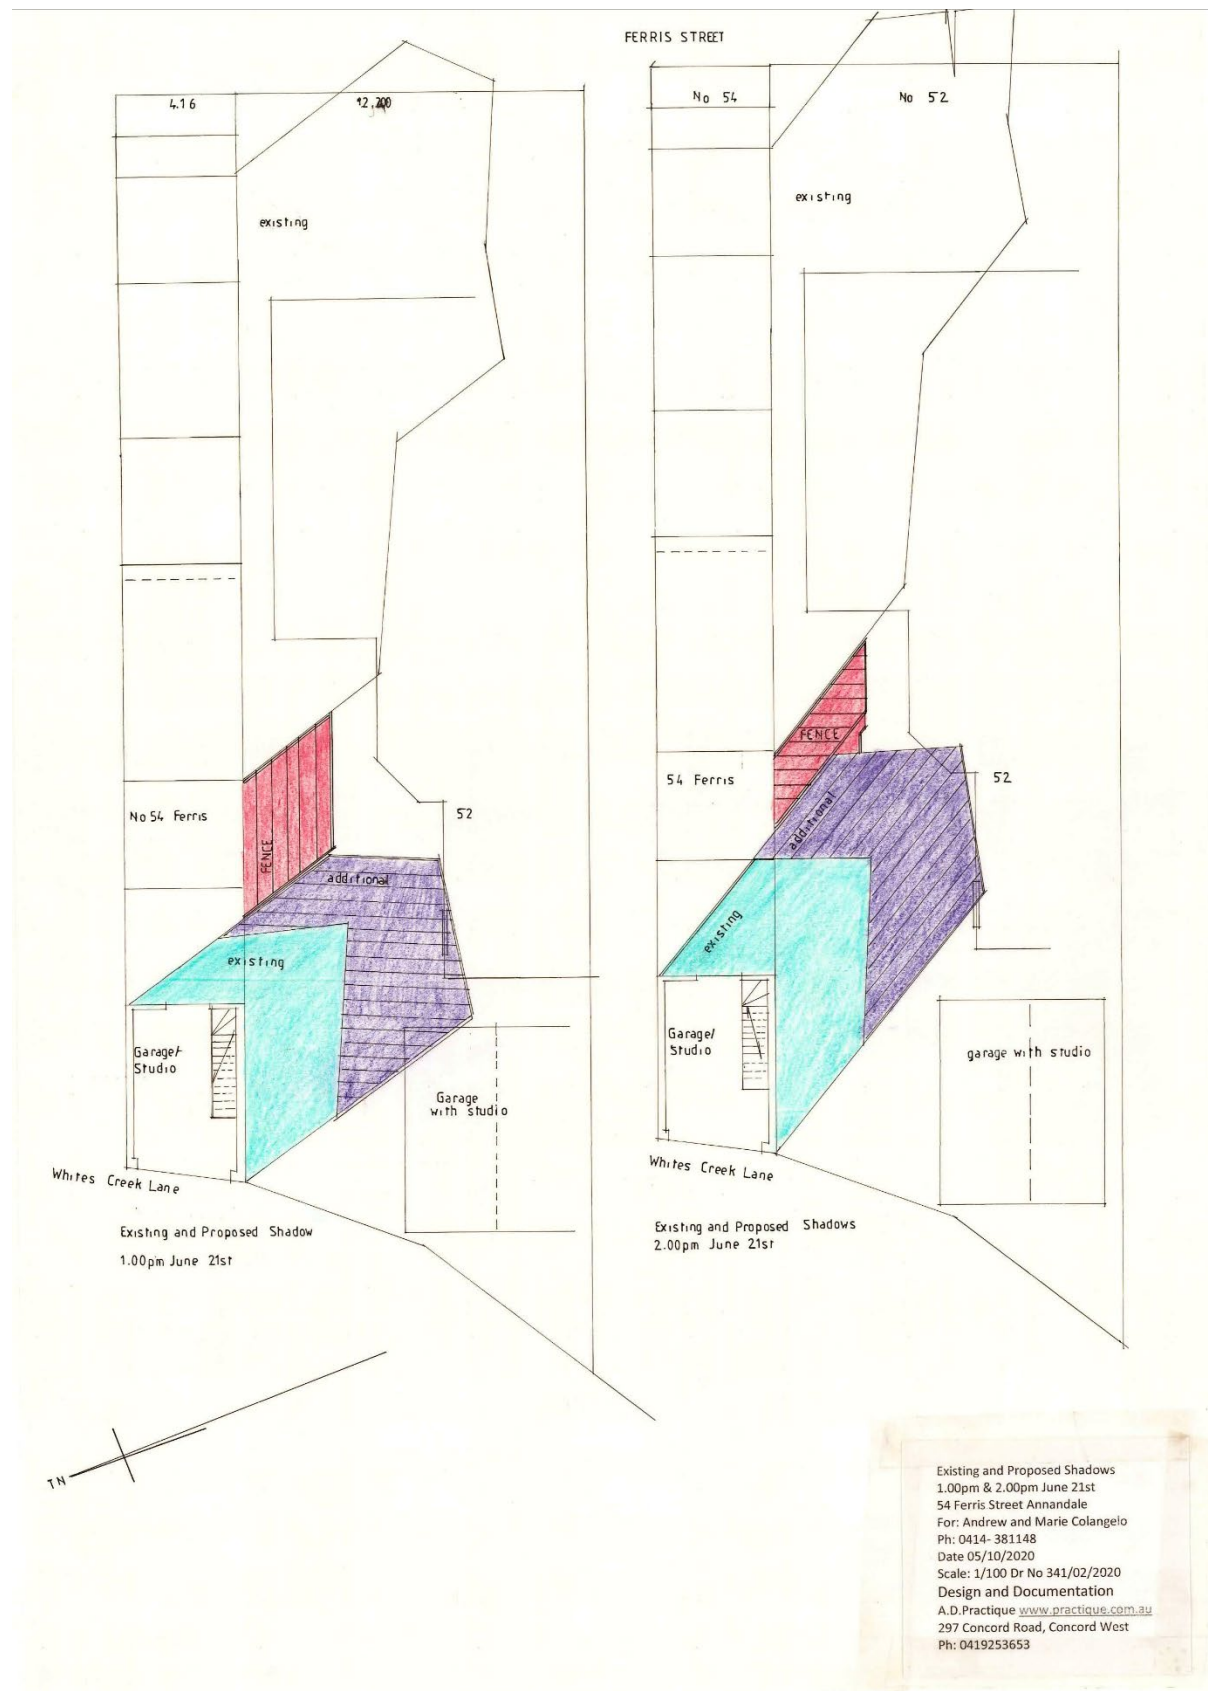 FERRIS STREET
4.16
No 54
No 52
existing
existing
No 54 Ferris
52
FENCE
additional
existing
Garage/
Studio
Garage
with studio
Whites Creek Lane
Existing and Proposed Shadow
1.00pm June 21st
54 Ferris
52
FENCE
additional
existing
Garage/
Studio
garage with studio
Whites Creek Lane
Existing and Proposed Shadows
2.00pm June 21st
TN
Existing and Proposed Shadows
1.00pm & 2.00pm June 21st
54 Ferris Street Annandale
For: Andrew and Marie Colangelo
Ph: 0414- 381148
Date 05/10/2020
Scale: 1/100 Dr No 341/02/2020
Design and Documentation
A.D.Practique www.practique.com.au
297 Concord Road, Concord West
Ph: 0419253653